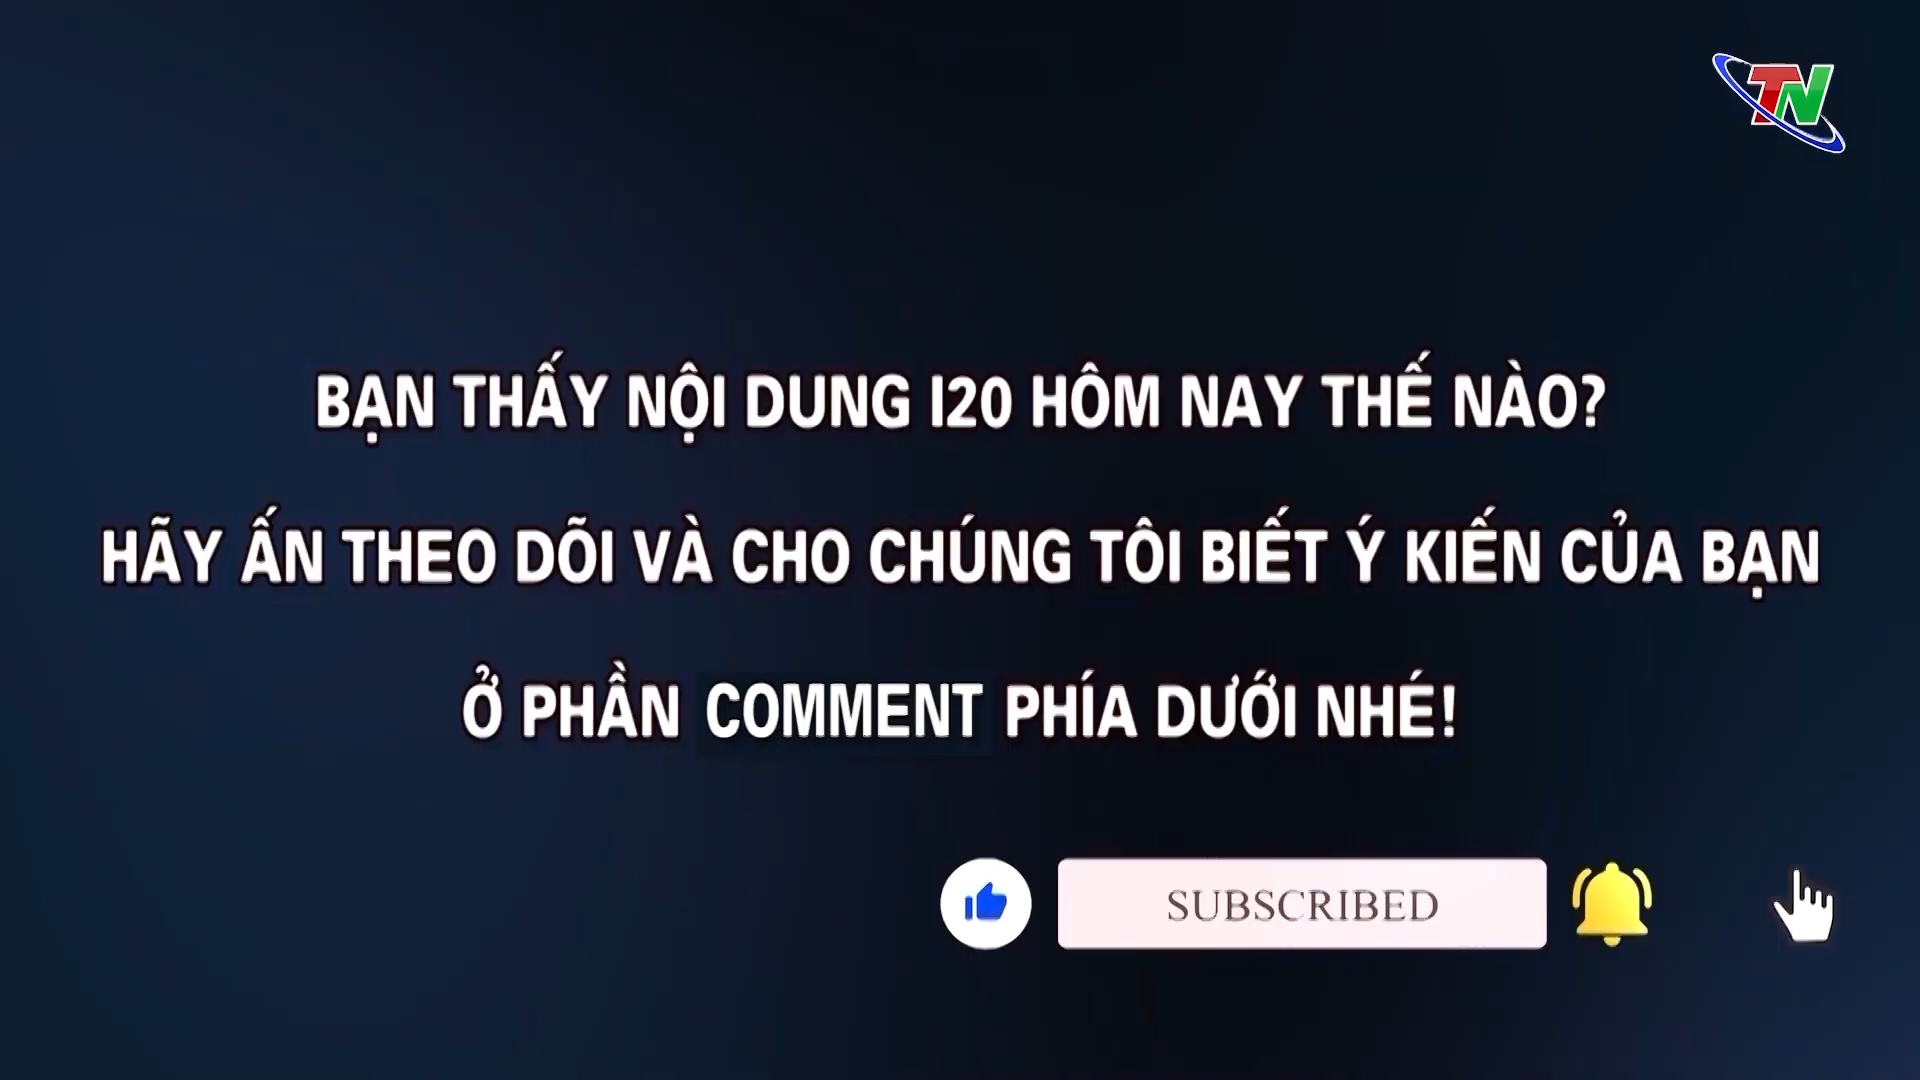 TN
BẠN THẤY NỘI DUNG I20 HÔM NAY THẾ NÀO?
HÃY ẤN THEO DÕI VÀ CHO CHÚNG TÔI BIẾT Ý KIẾN CỦA BẠN
Ở PHẦN COMMENT PHÍA DƯỚI NHÉ!
SUBSCRIBED